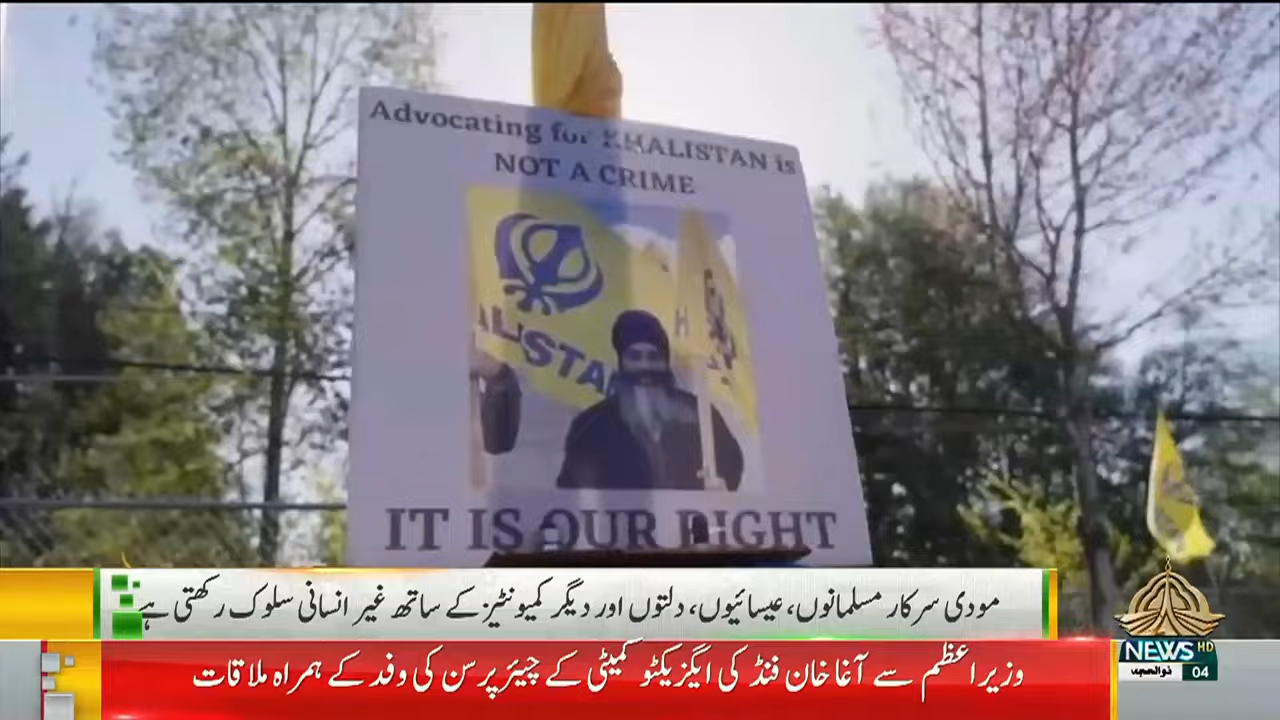 Advocating for KHALISTAN is
NOT A CRIME
ALISTA
H
IT IS OUR RIGHT
مودی سرکار مسلمانوں، عیسائیوں، دلتوں اور دیگر کمیونٹیز کے ساتھ غیر انسانی سلوک رکھتی ہے
وزیراعظم سے آغا خان فنڈ کی ایگزیکٹو کمیٹی کے چیئرپرسن کی وفد کے ہمراہ ملاقات
NEWS HD
ذوالحجہ 04